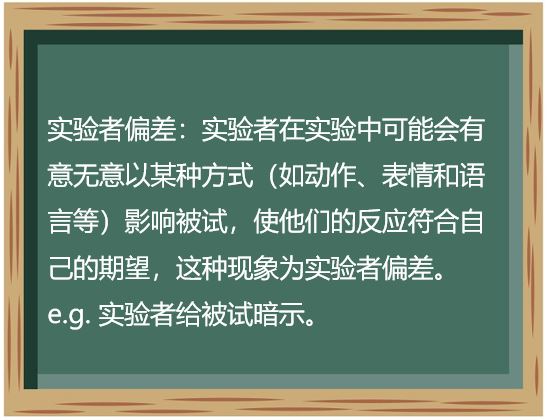 实验者偏差：实验者在实验中可能会有
意无意以某种方式（如动作、表情和语
言等）影响被试，使他们的反应符合自
己的期望，这种现象为实验者偏差。
e.g. 实验者给被试暗示。